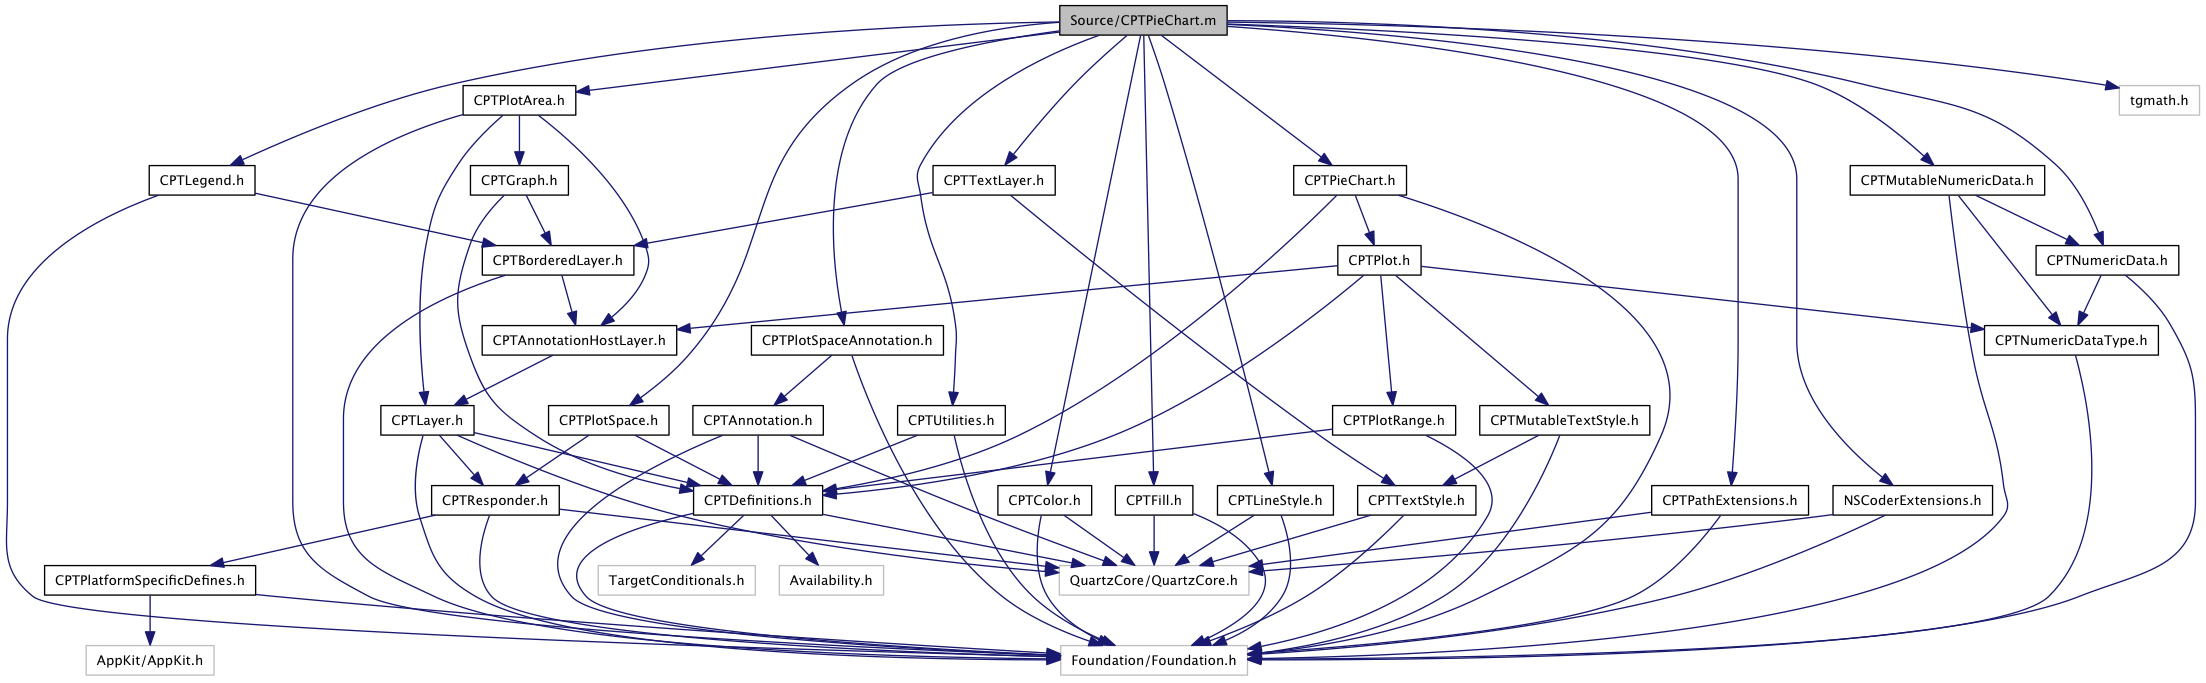 Source/CPTPieChart.m
CPTPlotArea.h
tgmath.h
CPTLegend.h
CPTGraph.h
CPTTextLayer.h
CPTPieChart.h
CPTMutableNumericData.h
CPTBorderedLayer.h
CPTPlot.h
CPTNumericData.h
CPTAnnotationHostLayer.h
CPTPlotSpaceAnnotation.h
CPTNumericDataType.h
CPTLayer.h
CPTPlotSpace.h
CPTAnnotation.h
CPTUtilities.h
CPTPlotRange.h
CPTMutableTextStyle.h
CPTResponder.h
CPTDefinitions.h
CPTColor.h
CPTFill.h
CPTLineStyle.h
CPTTextStyle.h
CPTPathExtensions.h
NSCoderExtensions.h
CPTPlatformSpecificDefines.h
TargetConditionals.h
Availability.h
QuartzCore/QuartzCore.h
AppKit/AppKit.h
Foundation/Foundation.h